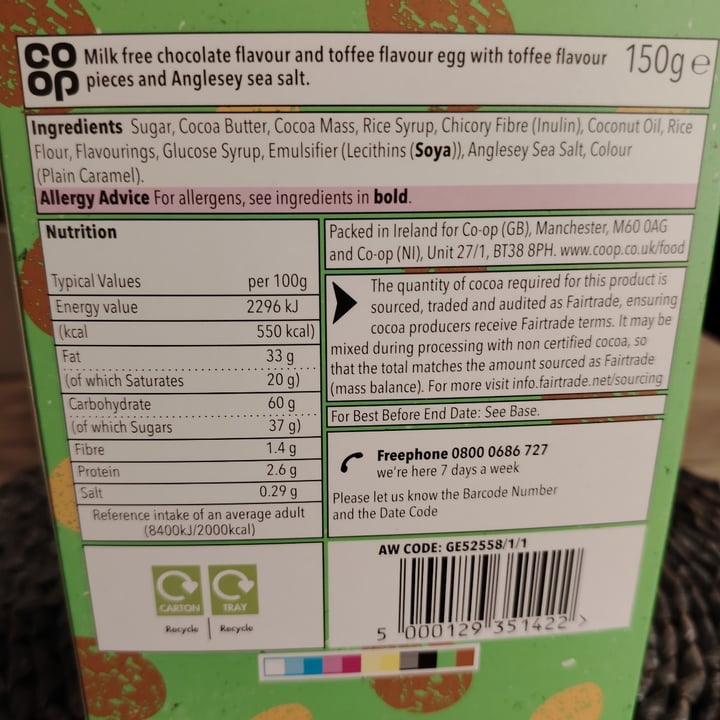 CO
OP
Milk free chocolate flavour and toffee flavour egg with toffee flavour
pieces and Anglesey sea salt.
150g e
Ingredients Sugar, Cocoa Butter, Cocoa Mass, Rice Syrup, Chicory Fibre (Inulin), Coconut Oil, Rice
Flour, Flavourings, Glucose Syrup, Emulsifier (Lecithins (Soya)), Anglesey Sea Salt, Colour
(Plain Caramel).
Allergy Advice For allergens, see ingredients in bold.
Nutrition
Typical Values per 100g
Energy value 2296 kJ
(kcal 550 kcal)
Fat 33 g
(of which Saturates 20 g)
Carbohydrate 60 g
(of which Sugars 37 g)
Fibre 1.4 g
Protein 2.6 g
Salt 0.29 g
Reference intake of an average adult
(8400kJ/2000kcal)
CARTON
Recycle
TRAY
Recycle
Packed in Ireland for Co-op (GB), Manchester, M60 0AG
and Co-op (NI), Unit 27/1, BT38 8PH. www.coop.co.uk/food
The quantity of cocoa required for this product is
sourced, traded and audited as Fairtrade, ensuring
cocoa producers receive Fairtrade terms. It may be
mixed during processing with non certified cocoa, so
that the total matches the amount sourced as Fairtrade
(mass balance). For more visit info.fairtrade.net/sourcing
For Best Before End Date: See Base.
Freephone 0800 0686 727
we're here 7 days a week
Please let us know the Barcode Number
and the Date Code
AW CODE: GE52558/1/1
5 000129 351422 >